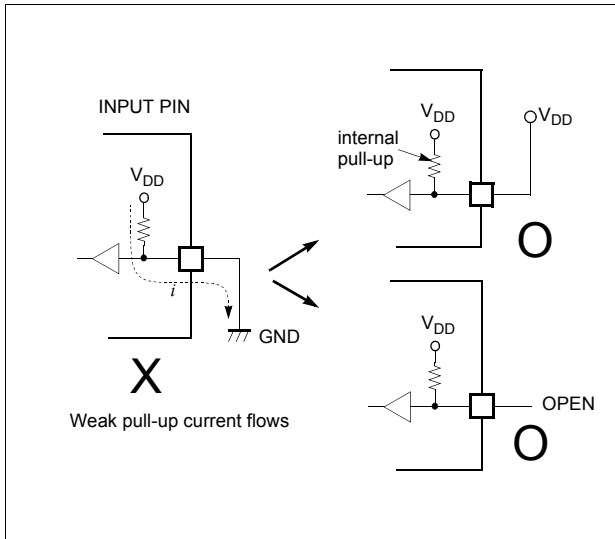 INPUT PIN
VDD
i
GND
X
Weak pull-up current flows
internal
pull-up
VDD
VDD
O
VDD
OPEN
O